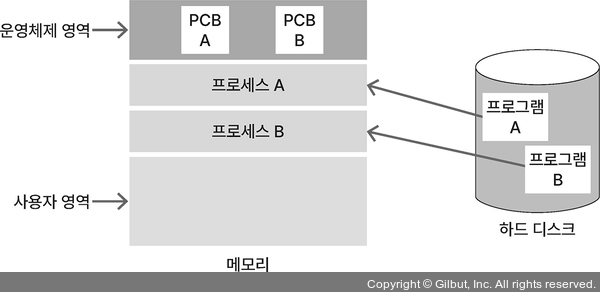 운영체제 영역
PCB
A
PCB
B
프로세스 A
프로세스 B
사용자 영역
메모리
프로그램
A
프로그램
B
하드 디스크
Copyright © Gilbut, Inc. All rights reserved.